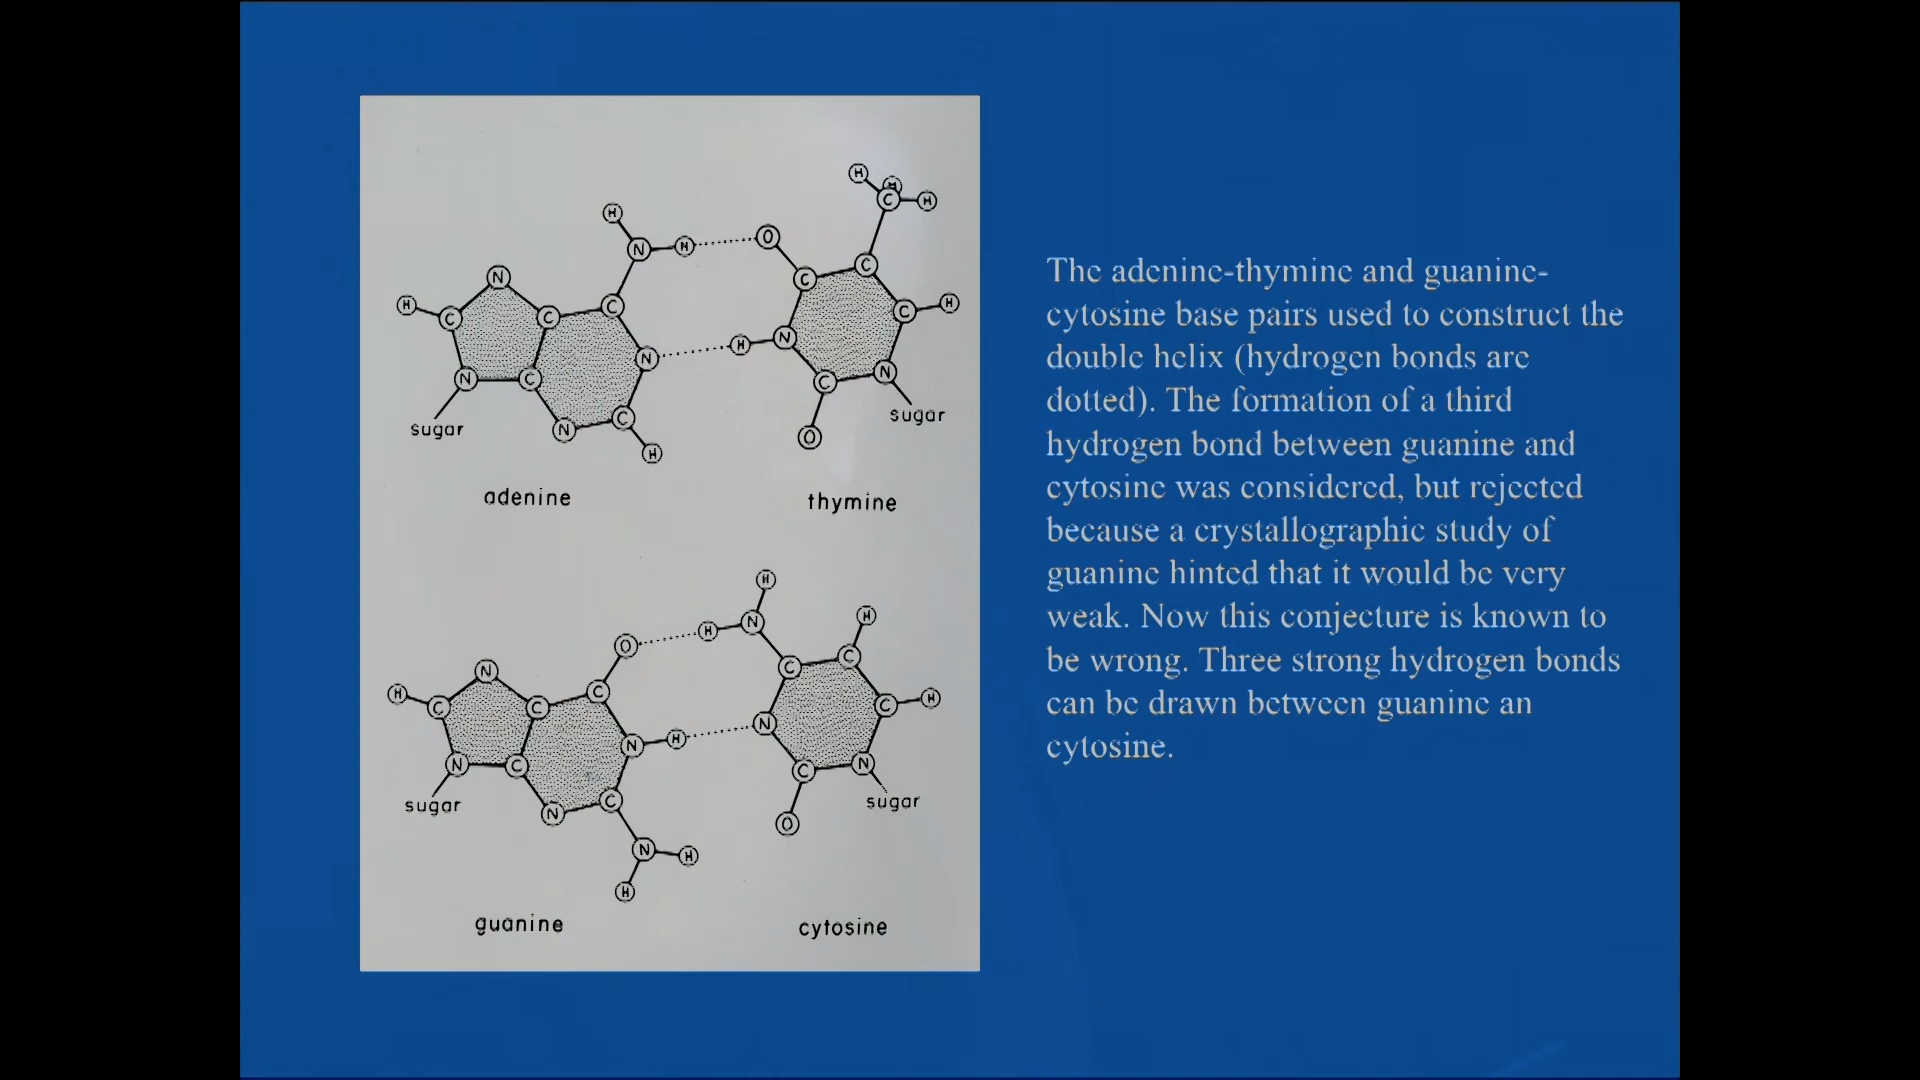 H
H
C
H
H
N
H
O
C
C
N
H
C
C
C
C
H
N
H
N
N
C
N
C
N
C
sugar
sugar
O
H
adenine
thymine
H
H
N
O
H
C
C
N
C
C
H
C
C
H
N
N
H
N
C
C
N
sugar
N
C
sugar
O
N
H
H
guanine
cytosine
The adenine-thymine and guanine-
cytosine base pairs used to construct the
double helix (hydrogen bonds are
dotted). The formation of a third
hydrogen bond between guanine and
cytosine was considered, but rejected
because a crystallographic study of
guanine hinted that it would be very
weak. Now this conjecture is known to
be wrong. Three strong hydrogen bonds
can be drawn between guanine an
cytosine.